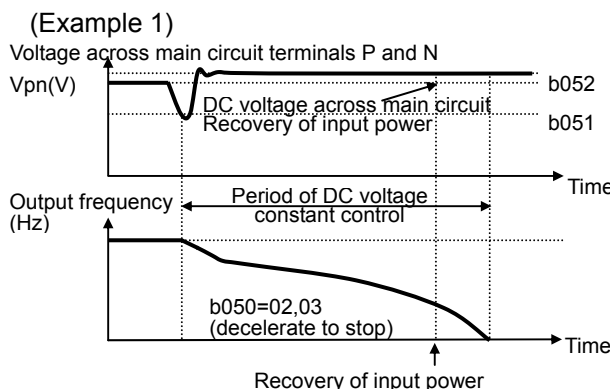 (Example 1)
Voltage across main circuit terminals P and N
Vpn(V)
b052
DC voltage across main circuit
Recovery of input power
b051
Time
Output frequency
(Hz)
Period of DC voltage
constant control
b050=02,03
(decelerate to stop)
Time
Recovery of input power